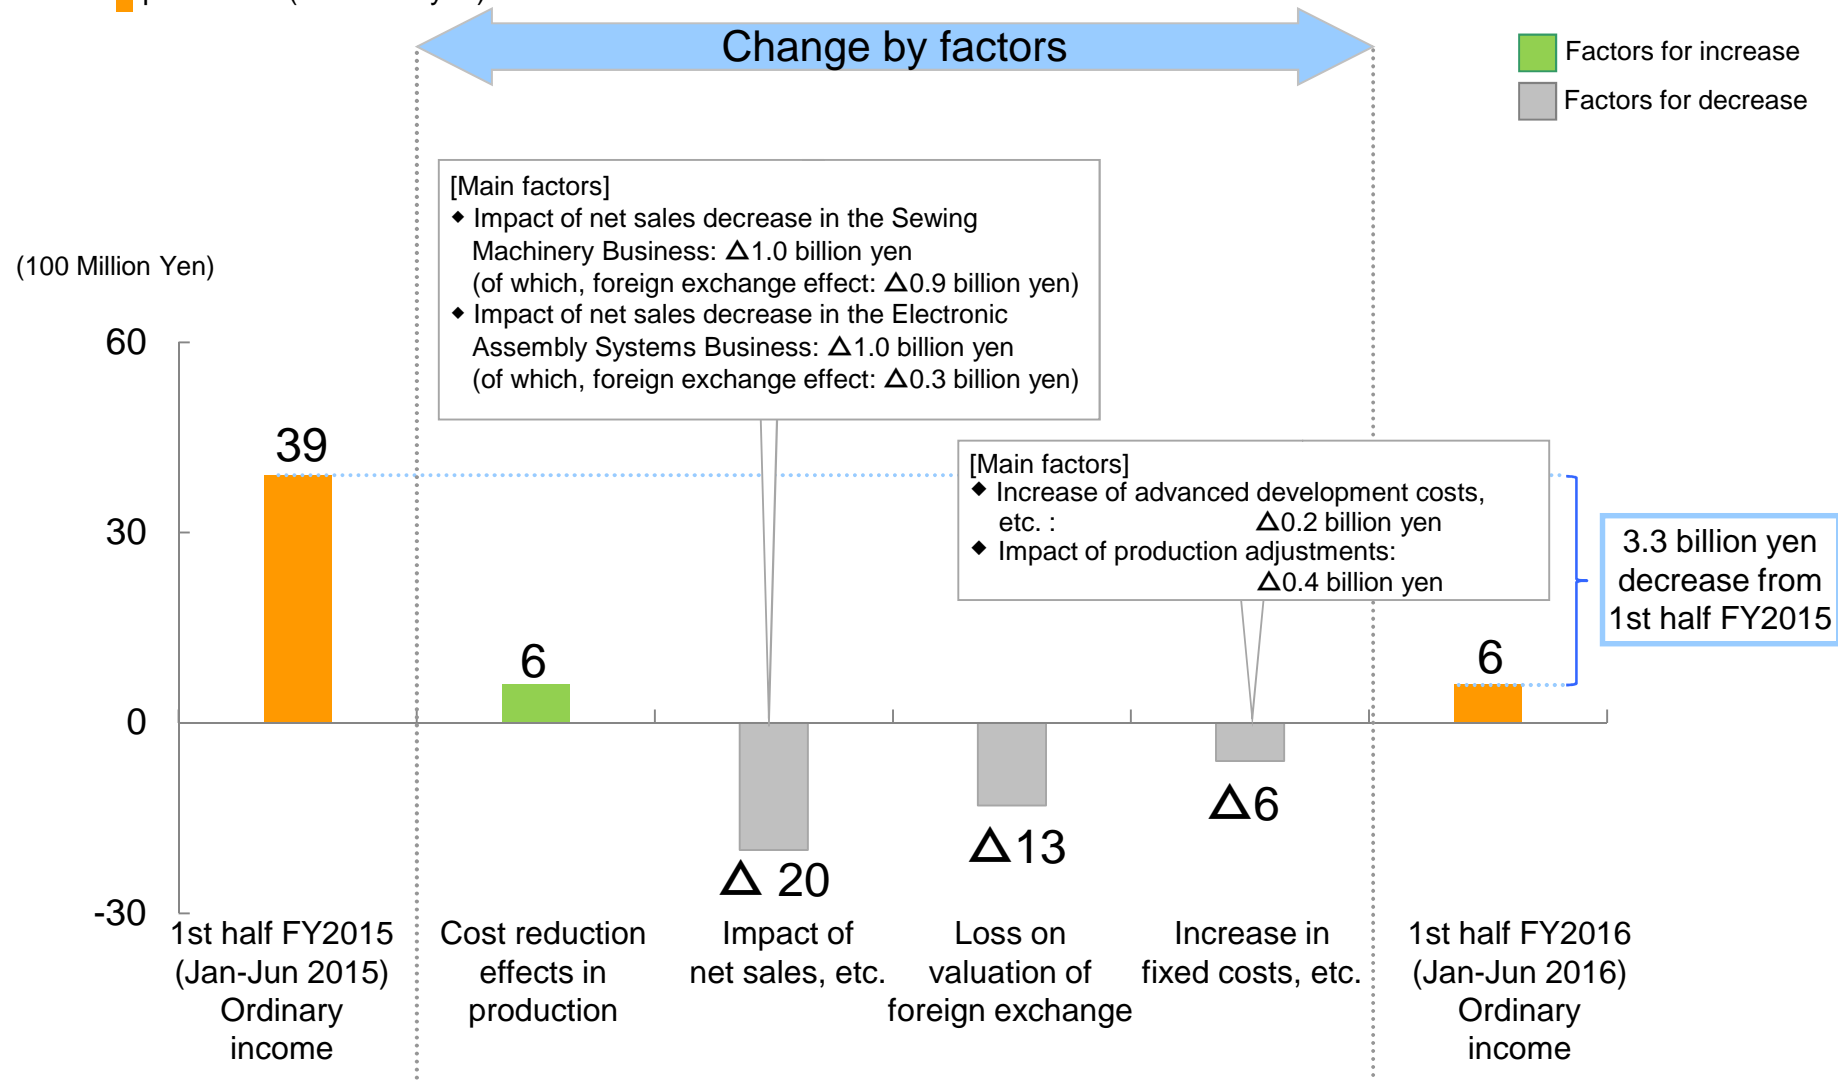 Change by factors
Factors for increase
Factors for decrease
[Main factors]
◆ Impact of net sales decrease in the Sewing
Machinery Business: Δ1.0 billion yen
(of which, foreign exchange effect: Δ0.9 billion yen)
◆ Impact of net sales decrease in the Electronic
Assembly Systems Business: Δ1.0 billion yen
(of which, foreign exchange effect: Δ0.3 billion yen)
(100 Million Yen)
60
30
0
-30
39
6
Δ 20
Δ13
Δ6
6
[Main factors]
◆ Increase of advanced development costs,
etc. : Δ0.2 billion yen
◆ Impact of production adjustments:
Δ0.4 billion yen
3.3 billion yen
decrease from
1st half FY2015
1st half FY2015
(Jan-Jun 2015)
Ordinary
income
Cost reduction
effects in
production
Impact of
net sales, etc.
Loss on
valuation of
foreign exchange
Increase in
fixed costs, etc.
1st half FY2016
(Jan-Jun 2016)
Ordinary
income